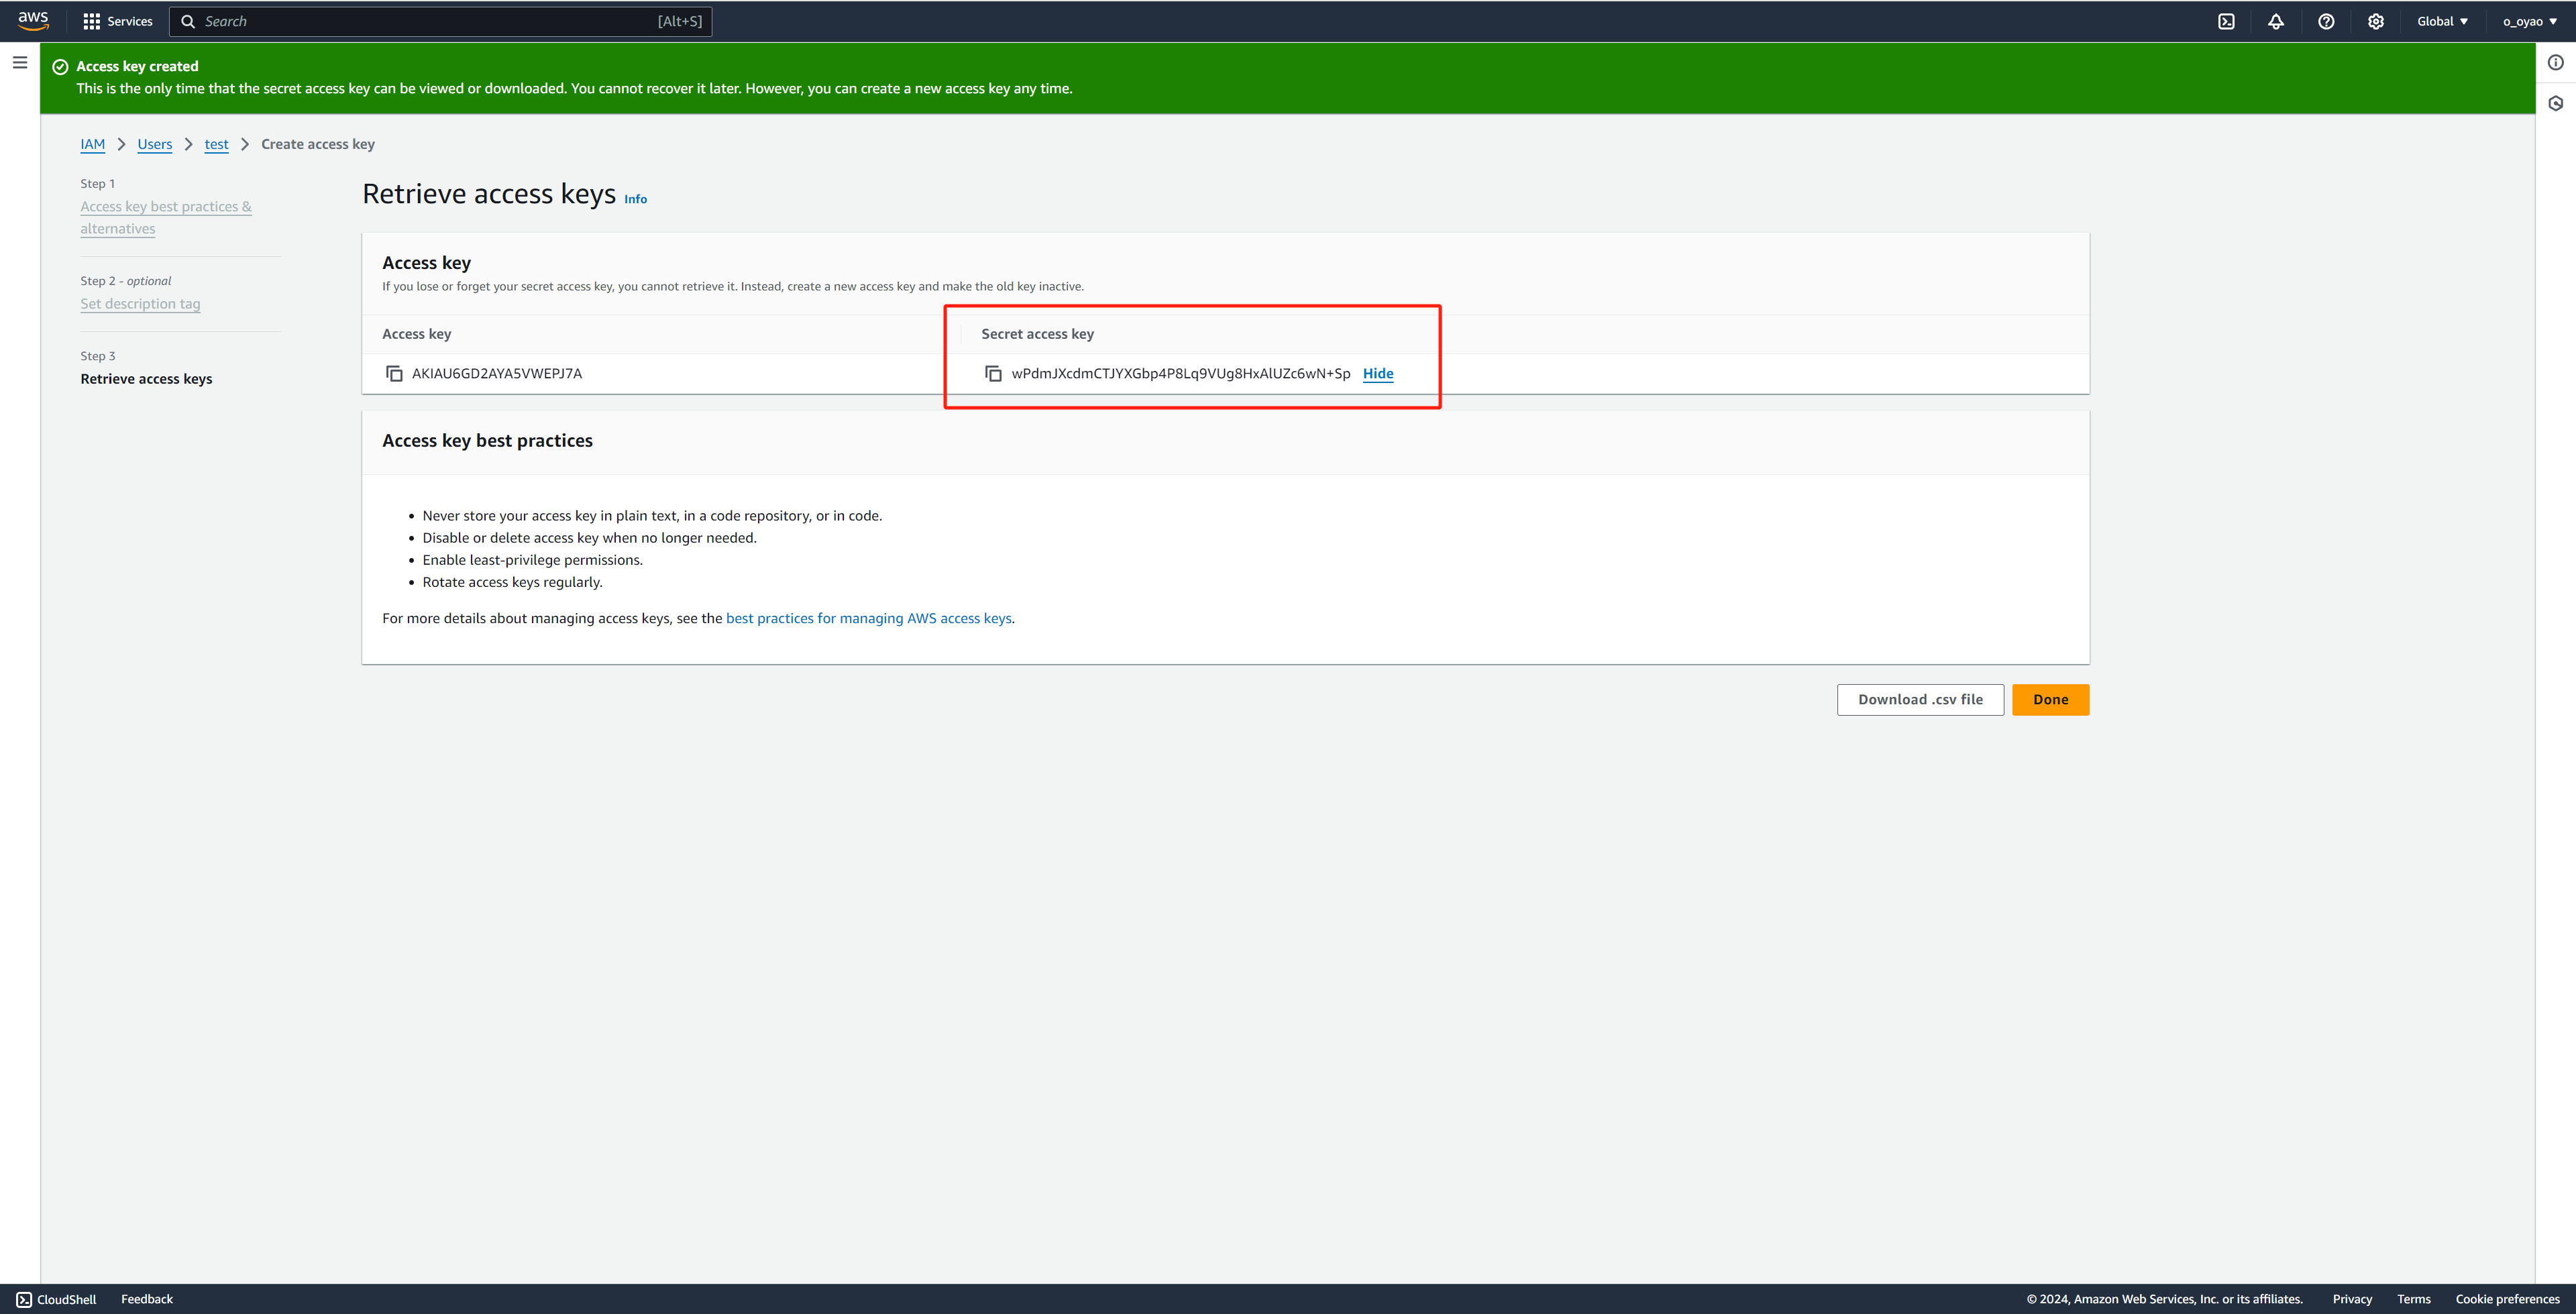 aws
Services
Search
[Alt+S]
Global
o_oyao
Access key created
This is the only time that the secret access key can be viewed or downloaded. You cannot recover it later. However, you can create a new access key any time.
IAM > Users > test > Create access key
Step 1
Access key best practices &
alternatives
Step 2 - optional
Set description tag
Step 3
Retrieve access keys
Retrieve access keys Info
Access key
If you lose or forget your secret access key, you cannot retrieve it. Instead, create a new access key and make the old key inactive.
Access key
Secret access key
AKIAU6GD2AYA5VWEPJ7A
Hide
Access key best practices
• Never store your access key in plain text, in a code repository, or in code.
• Disable or delete access key when no longer needed.
• Enable least-privilege permissions.
• Rotate access keys regularly.
For more details about managing access keys, see the best practices for managing AWS access keys.
Download .csv file
Done
CloudShell
Feedback
© 2024, Amazon Web Services, Inc. or its affiliates.
Privacy
Terms
Cookie preferences